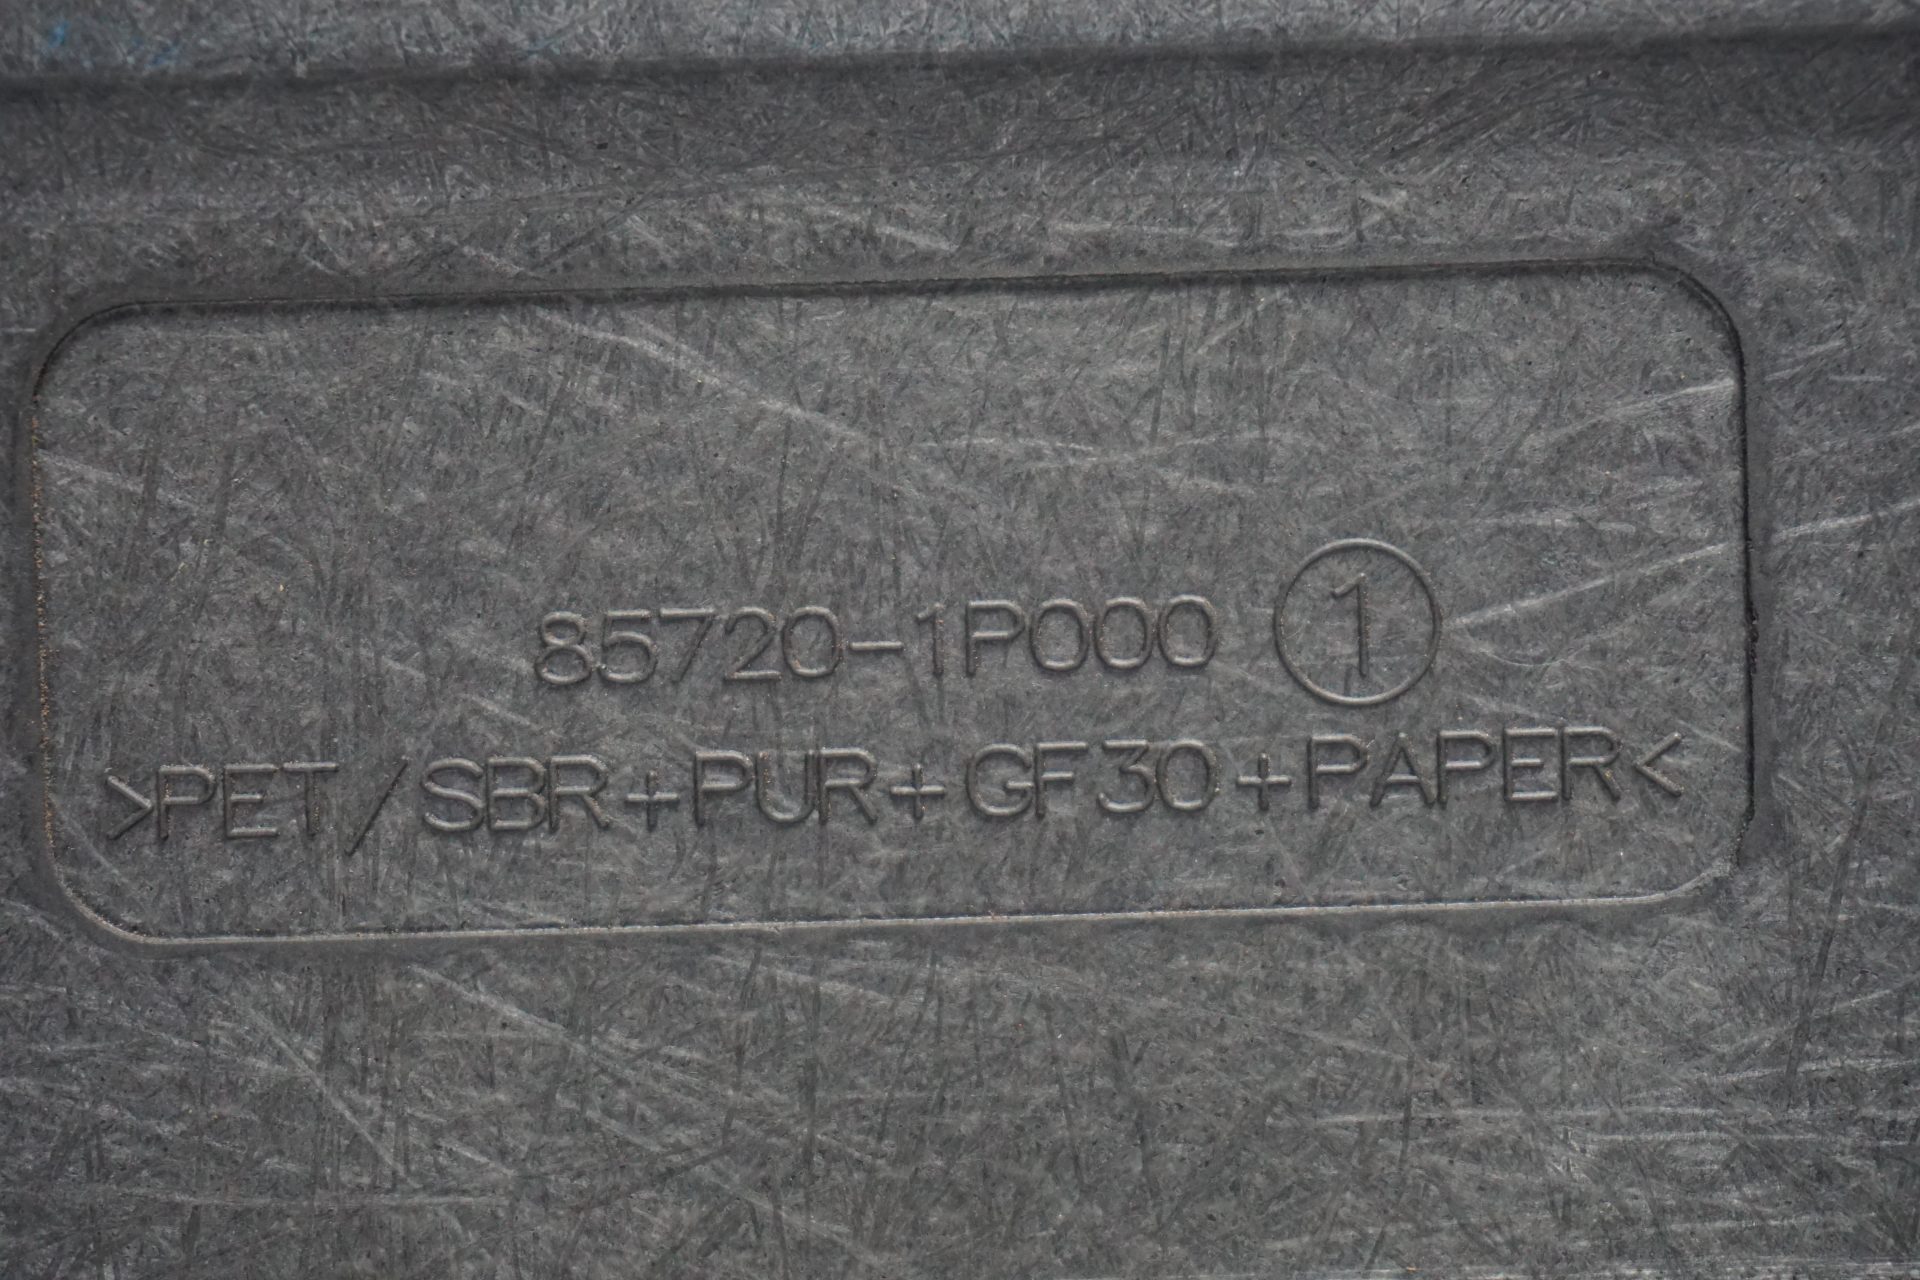 85720-1P000 ①
>PET/SBR+PUR+GF30+PAPER<